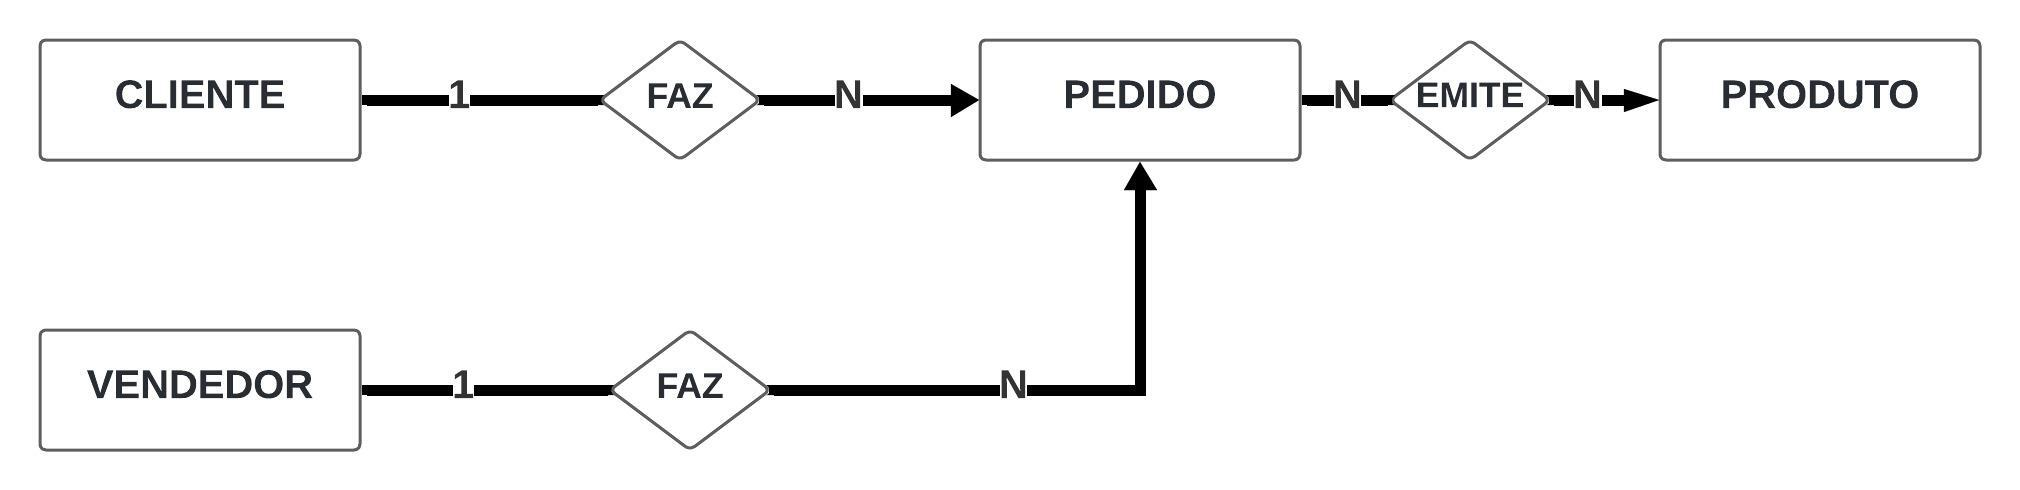 CLIENTE
1
FAZ
N
PEDIDO
N
EMITE
N
PRODUTO
VENDEDOR
1
FAZ
N